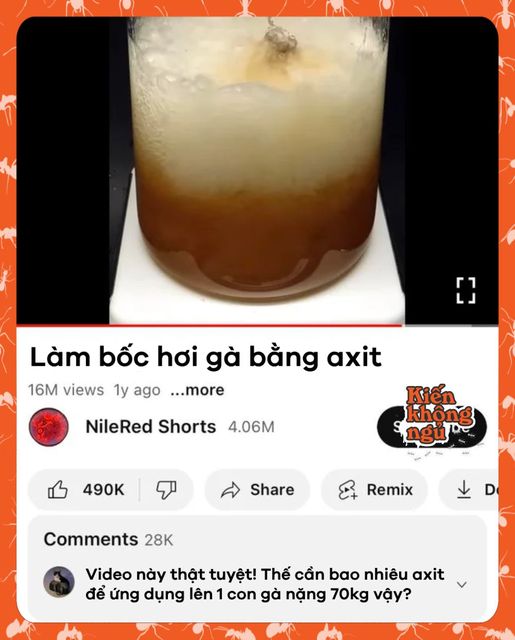 Làm bốc hơi gà bằng axit
16M views 1y ago ...more
NileRed Shorts 4.06M
Kiến
không
ngủ
490K Share Remix
Comments 28K
Video này thật tuyệt! Thế cần bao nhiêu axit
để ứng dụng lên 1 con gà nặng 70kg vậy?